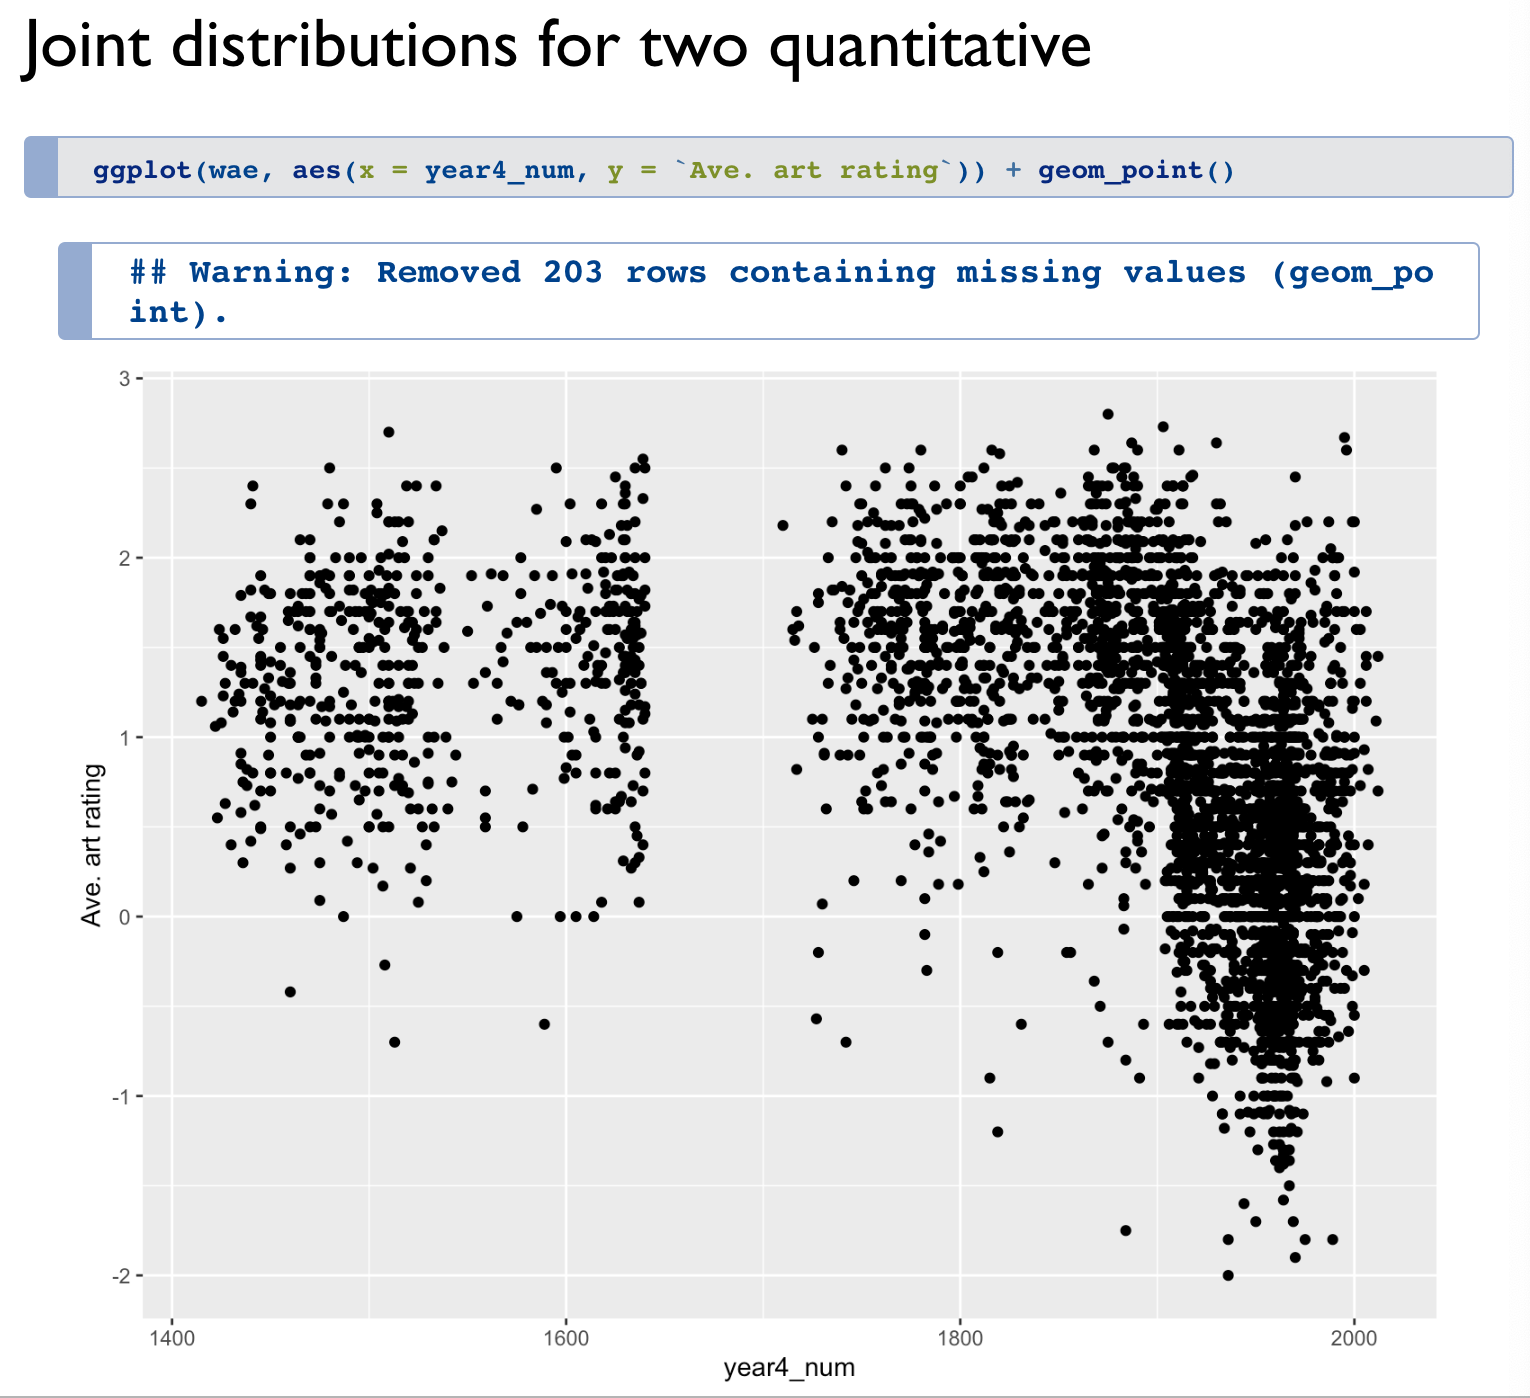 Joint distributions for two quantitative
ggplot(wae, aes(x = year4_num, y = `Ave. art rating`)) + geom_point()
## Warning: Removed 203 rows containing missing values (geom_po
int).
3
2
1
0
-1
-2
Ave. art rating
1400
1600
1800
2000
year4_num